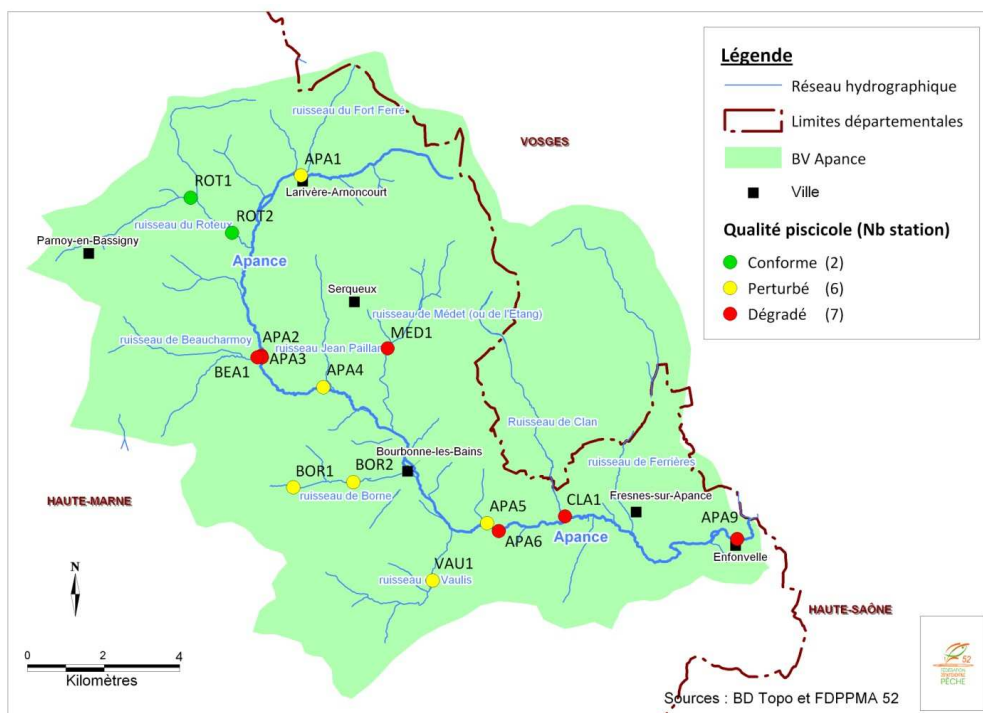 Légende
Réseau hydrographique
Limites départementales
BV Apance
Ville
Qualité piscicole (Nb station)
Conforme (2)
Perturbé (6)
Dégradé (7)
ruisseau du Fort Ferré
VOSGES
APA1
Larivère-Arnoncourt
ROT1
ruisseau du Roteux
ROT2
Parnoy-en-Bassigny
Apance
Serqueux
ruisseau de Médet (ou de l'Etang)
ruisseau de Beaucharmoy
APA2
ruisseau Jean Paillar
MED1
BEA1
APA3
APA4
Ruisseau de Clan
Bourbonne-les-Bains
ruisseau de Ferrières
BOR1
BOR2
ruisseau de Borne
HAUTE-MARNE
Fresnes-sur-Apance
APA5
CLA1
APA9
APA6
Apance
Enfonvelle
VAU1
ruisseau Vaulis
HAUTE-SAÔNE
N
0 2 4
Kilomètres
52
PÊCHE
Sources : BD Topo et FDPPMA 52